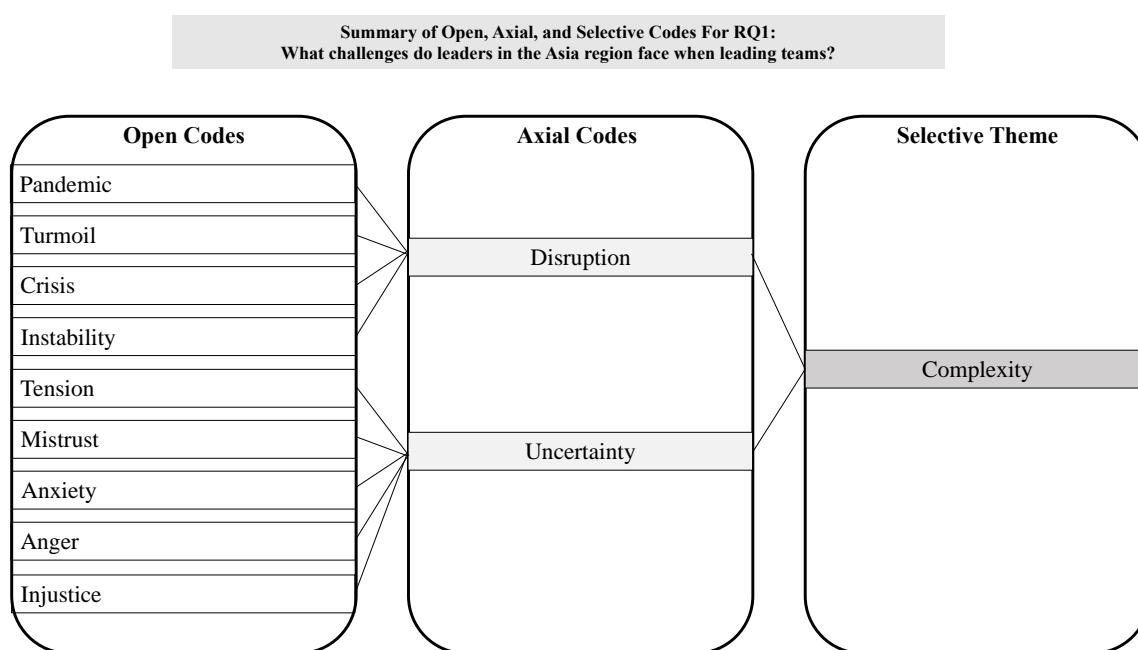 Summary of Open, Axial, and Selective Codes For RQ1:
What challenges do leaders in the Asia region face when leading teams?
Open Codes
Pandemic
Turmoil
Crisis
Instability
Tension
Mistrust
Anxiety
Anger
Injustice
Axial Codes
Disruption
Uncertainty
Selective Theme
Complexity